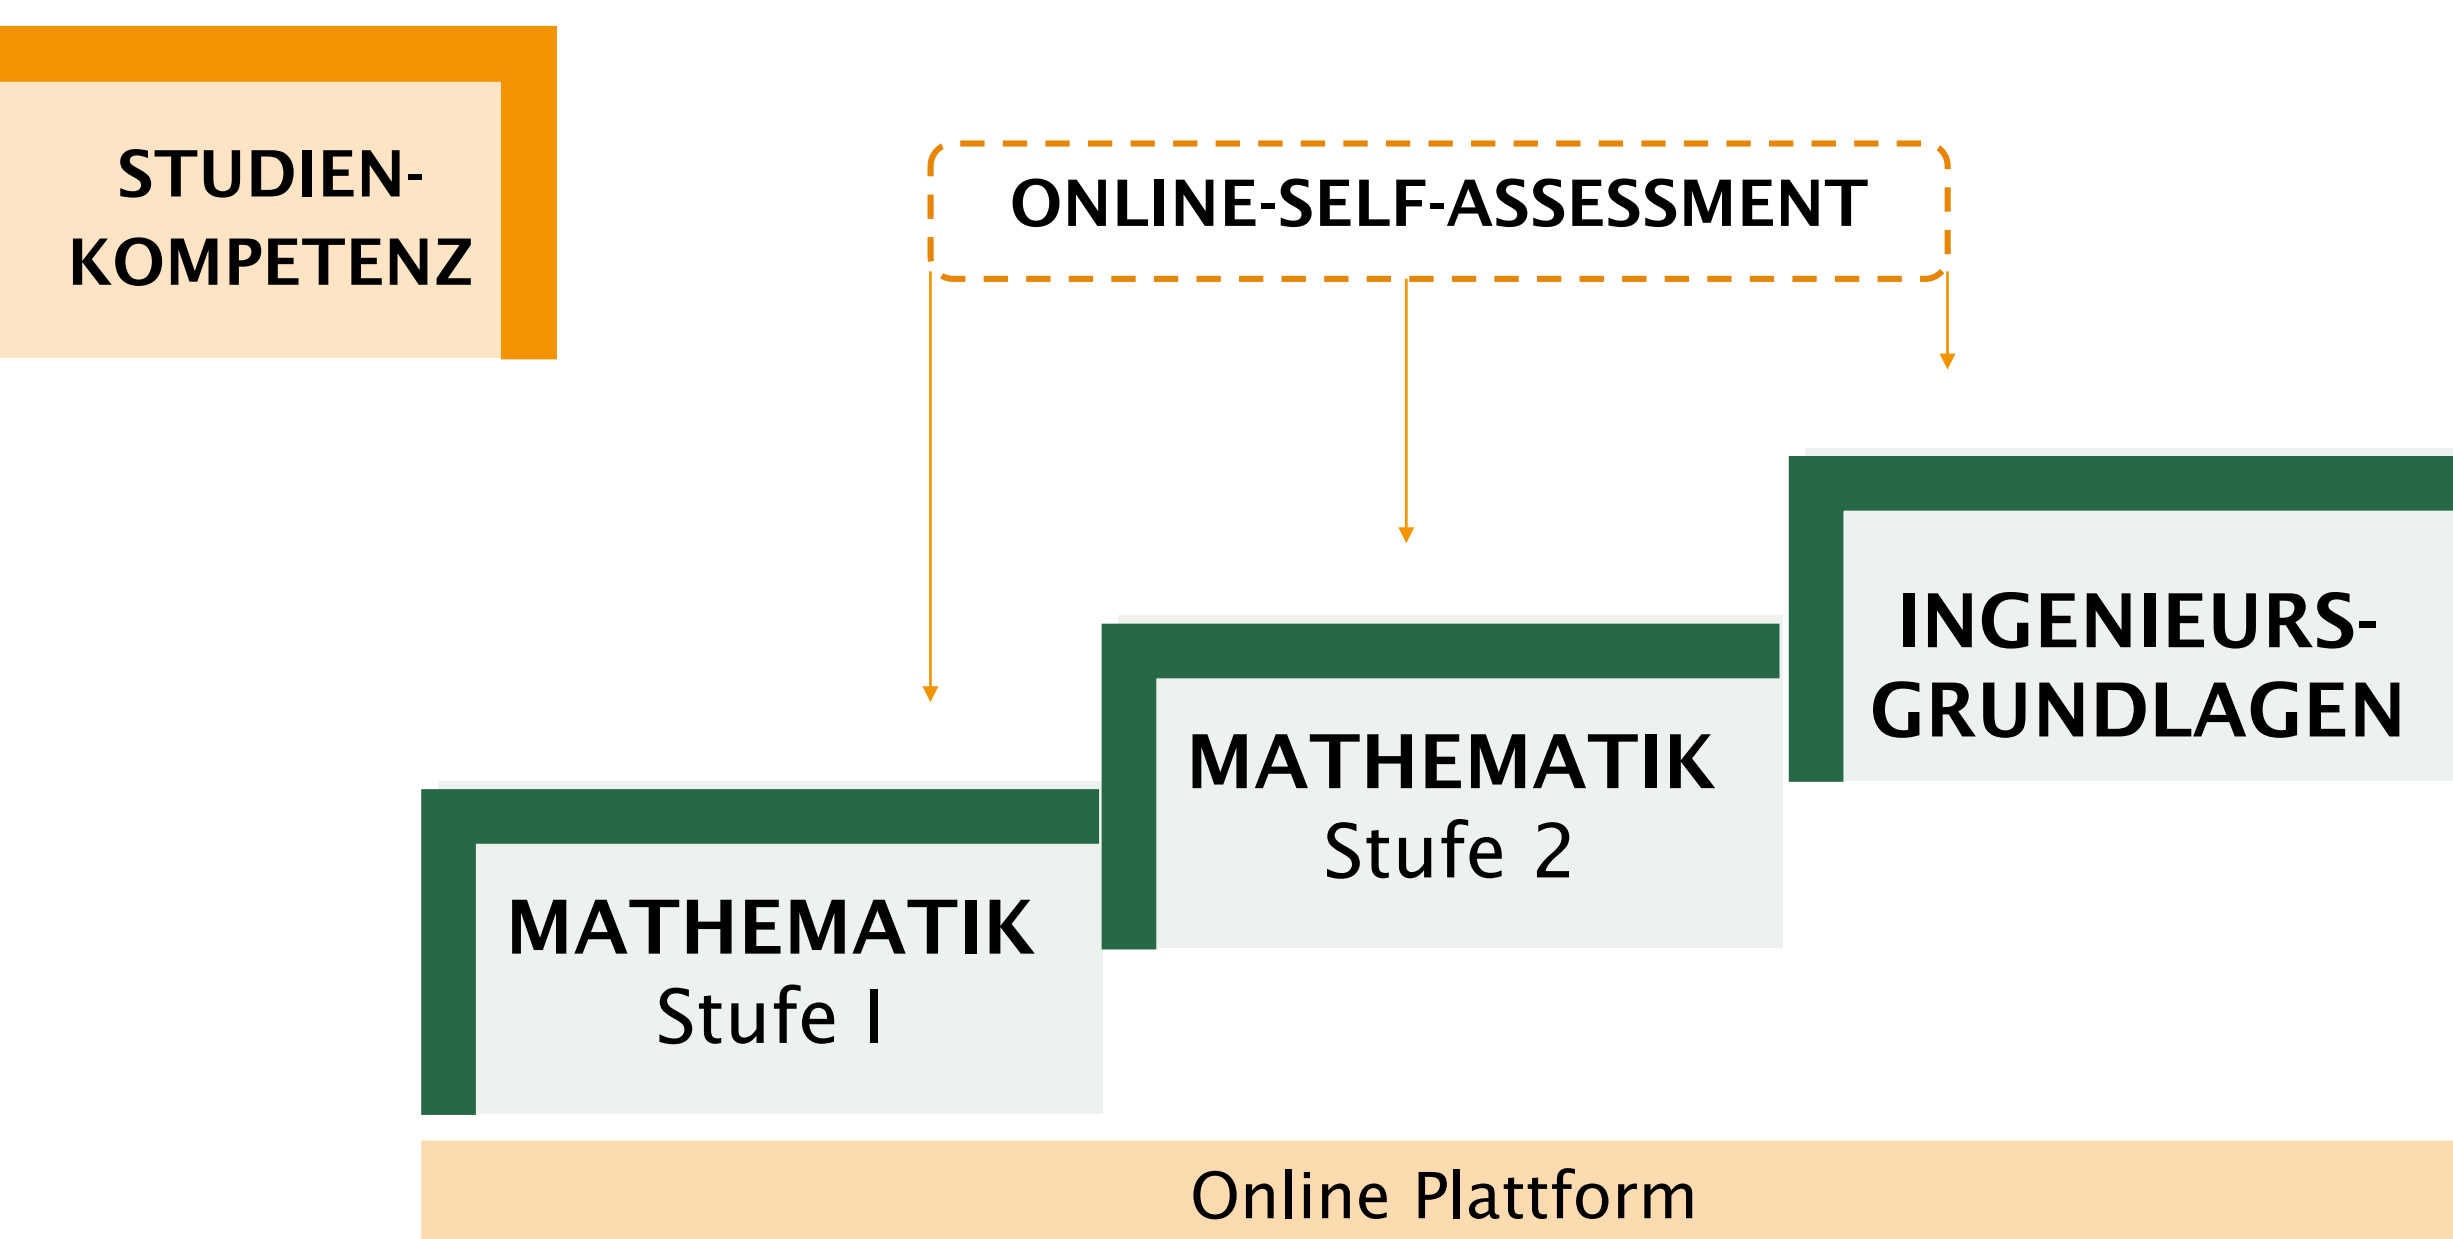 STUDIEN-
KOMPETENZ
ONLINE-SELF-ASSESSMENT
INGENIEURS-
GRUNDLAGEN
MATHEMATIK
Stufe 2
MATHEMATIK
Stufe I
Online Plattform